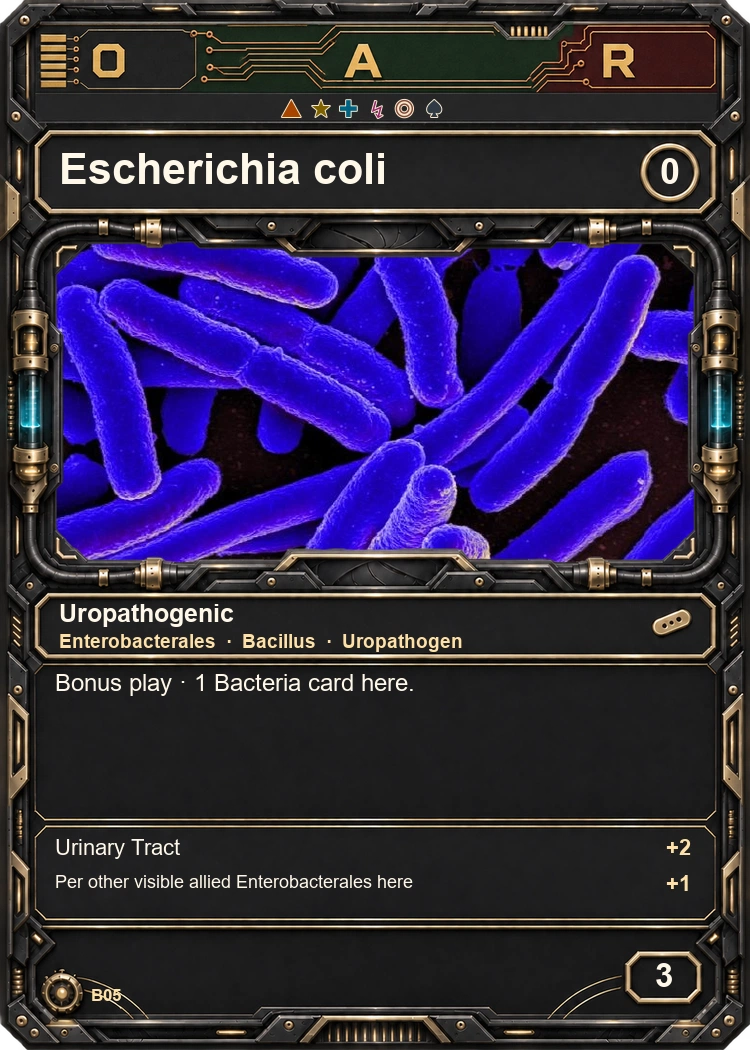 O A R
Escherichia coli
0
Uropathogenic
Enterobacterales · Bacillus · Uropathogen
Bonus play · 1 Bacteria card here.
Urinary Tract +2
Per other visible allied Enterobacterales here +1
B05
3